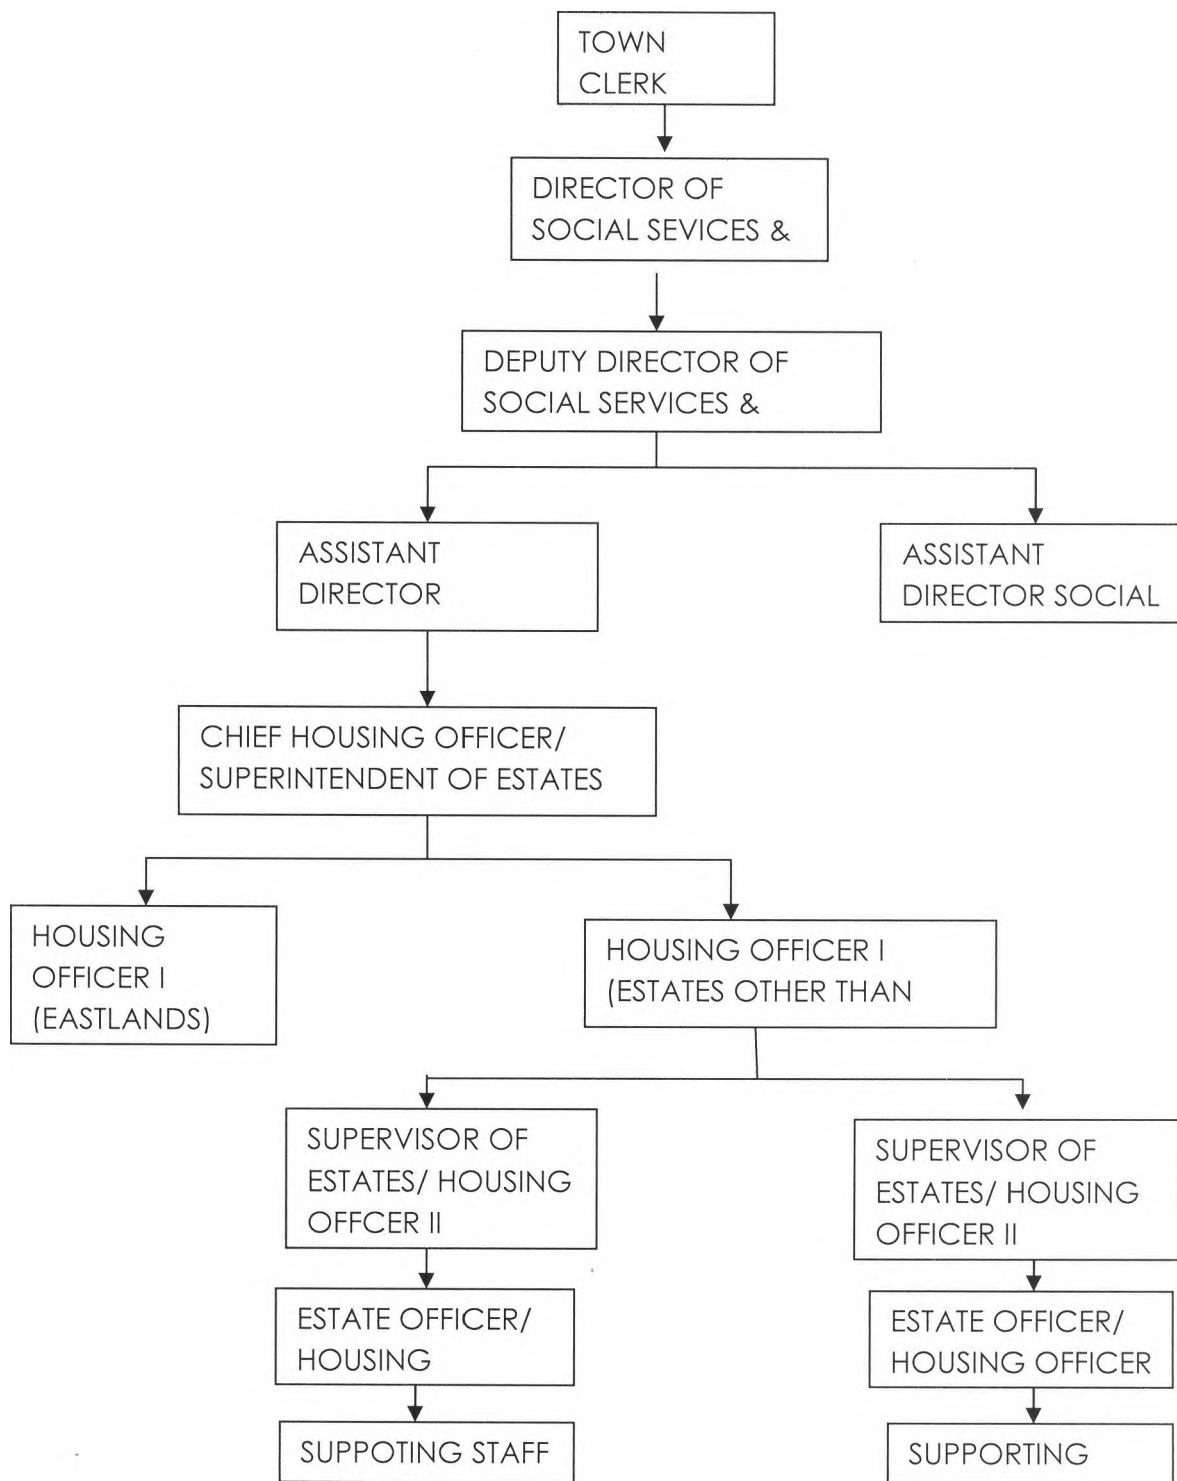 TOWN
CLERK
DIRECTOR OF
SOCIAL SEVICES &
DEPUTY DIRECTOR OF
SOCIAL SERVICES &
ASSISTANT
DIRECTOR
ASSISTANT
DIRECTOR SOCIAL
CHIEF HOUSING OFFICER/
SUPERINTENDENT OF ESTATES
HOUSING
OFFICER I
(EASTLANDS)
HOUSING OFFICER I
(ESTATES OTHER THAN
SUPERVISOR OF
ESTATES/ HOUSING
OFFCER II
SUPERVISOR OF
ESTATES/ HOUSING
OFFICER II
ESTATE OFFICER/
HOUSING
ESTATE OFFICER/
HOUSING OFFICER
SUPPOTING STAFF
SUPPORTING